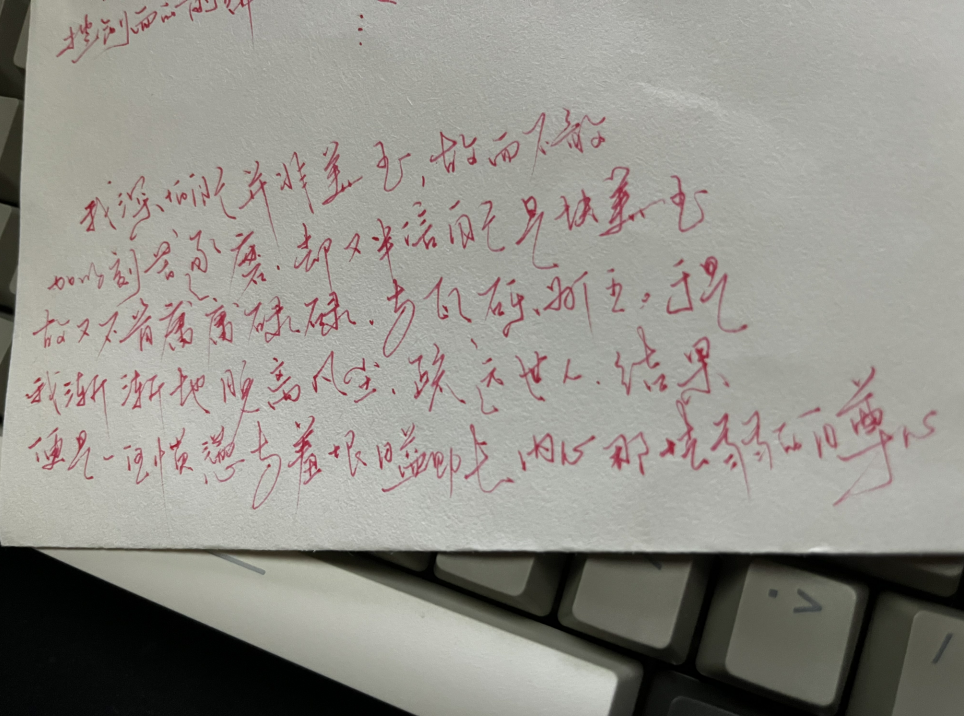 我深怕自己并非美玉,故而不敢
加以刻苦琢磨,却又半信自己是块美玉
故又不肯庸庸碌碌,与瓦砾为伍。于是
我渐渐地脱离凡尘,疏远世人,结果
便是一任愤懑与羞恨日益助长内心那怯弱的自尊心